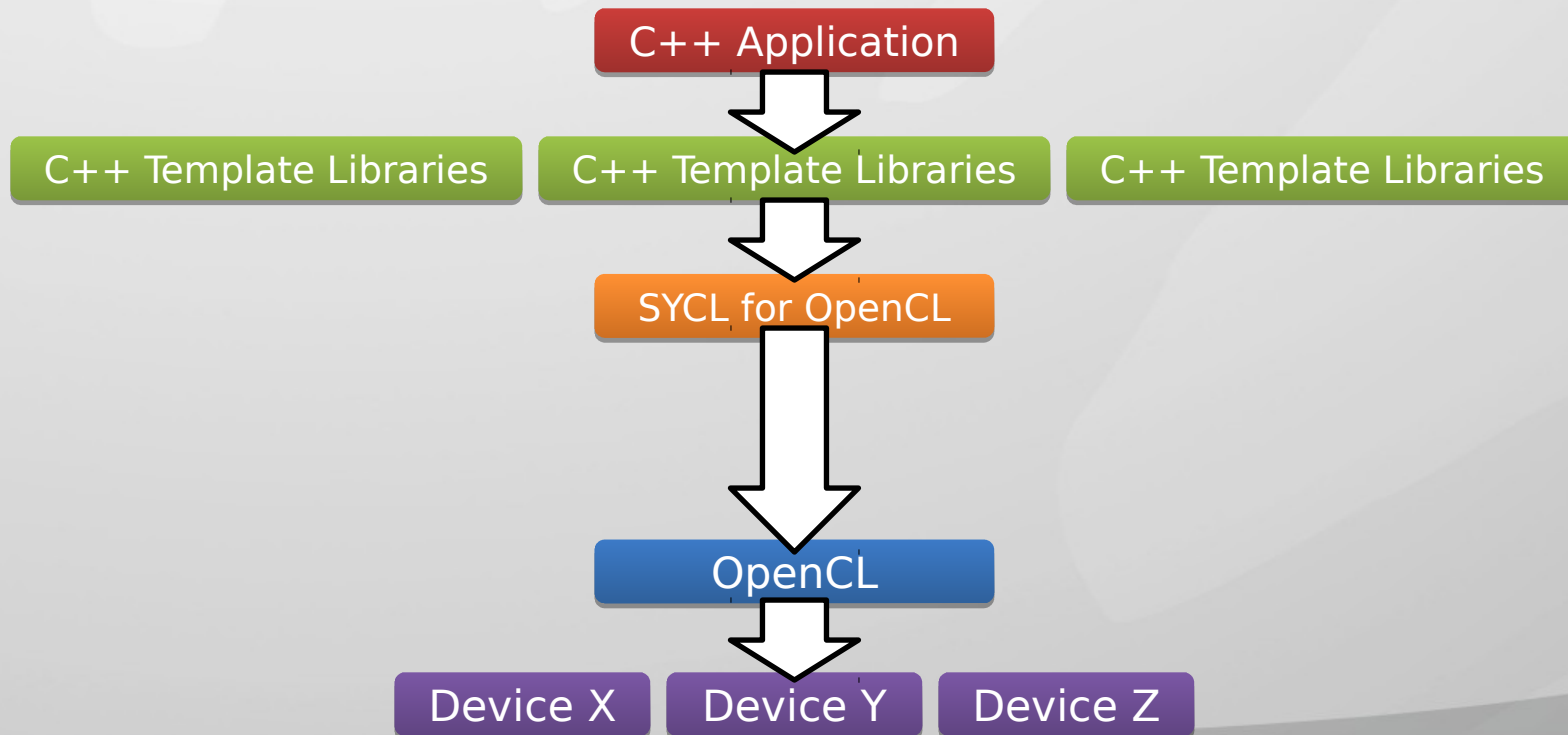 C++ Application
C++ Template Libraries
C++ Template Libraries
C++ Template Libraries
SYCL for OpenCL
OpenCL
Device X
Device Y
Device Z